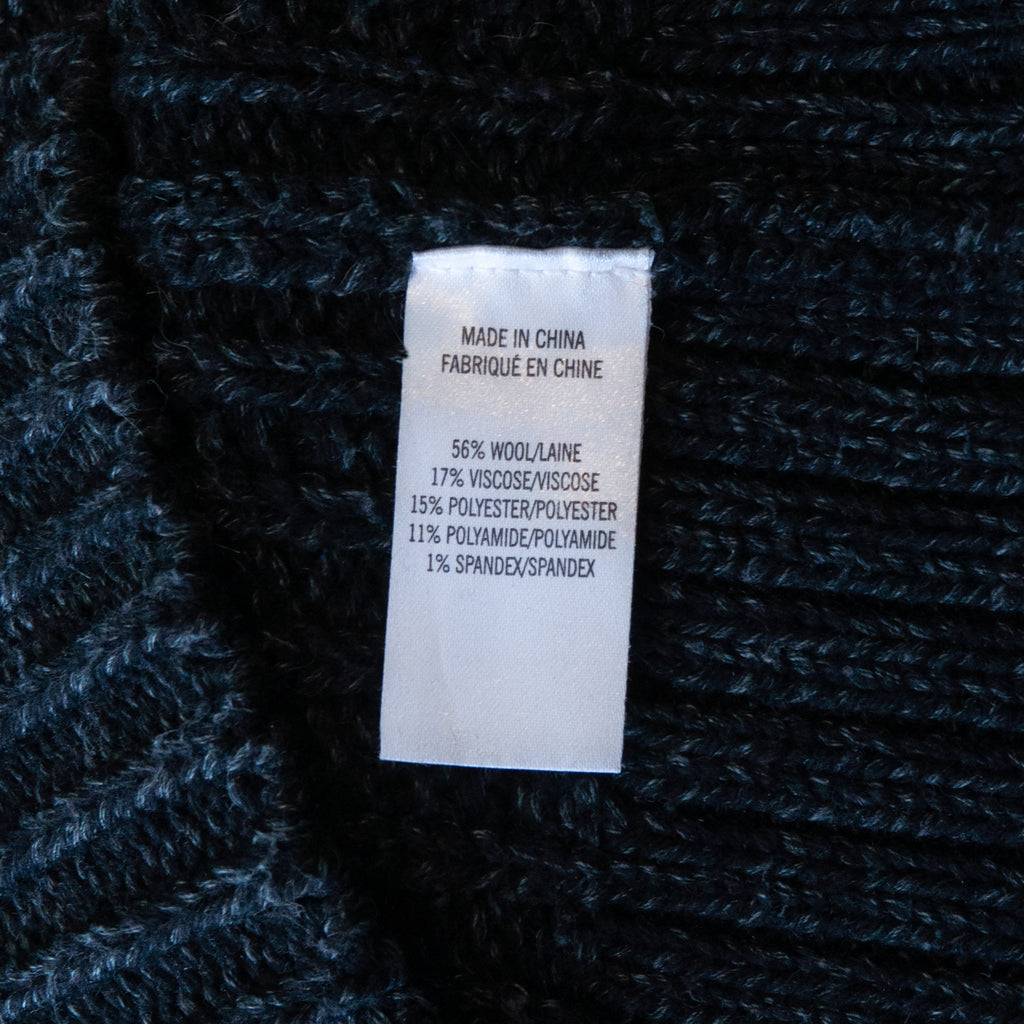 MADE IN CHINA
FABRIQUÉ EN CHINE
56% WOOL/LAINE
17% VISCOSE/VISCOSE
15% POLYESTER/POLYESTER
11% POLYAMIDE/POLYAMIDE
1% SPANDEX/SPANDEX